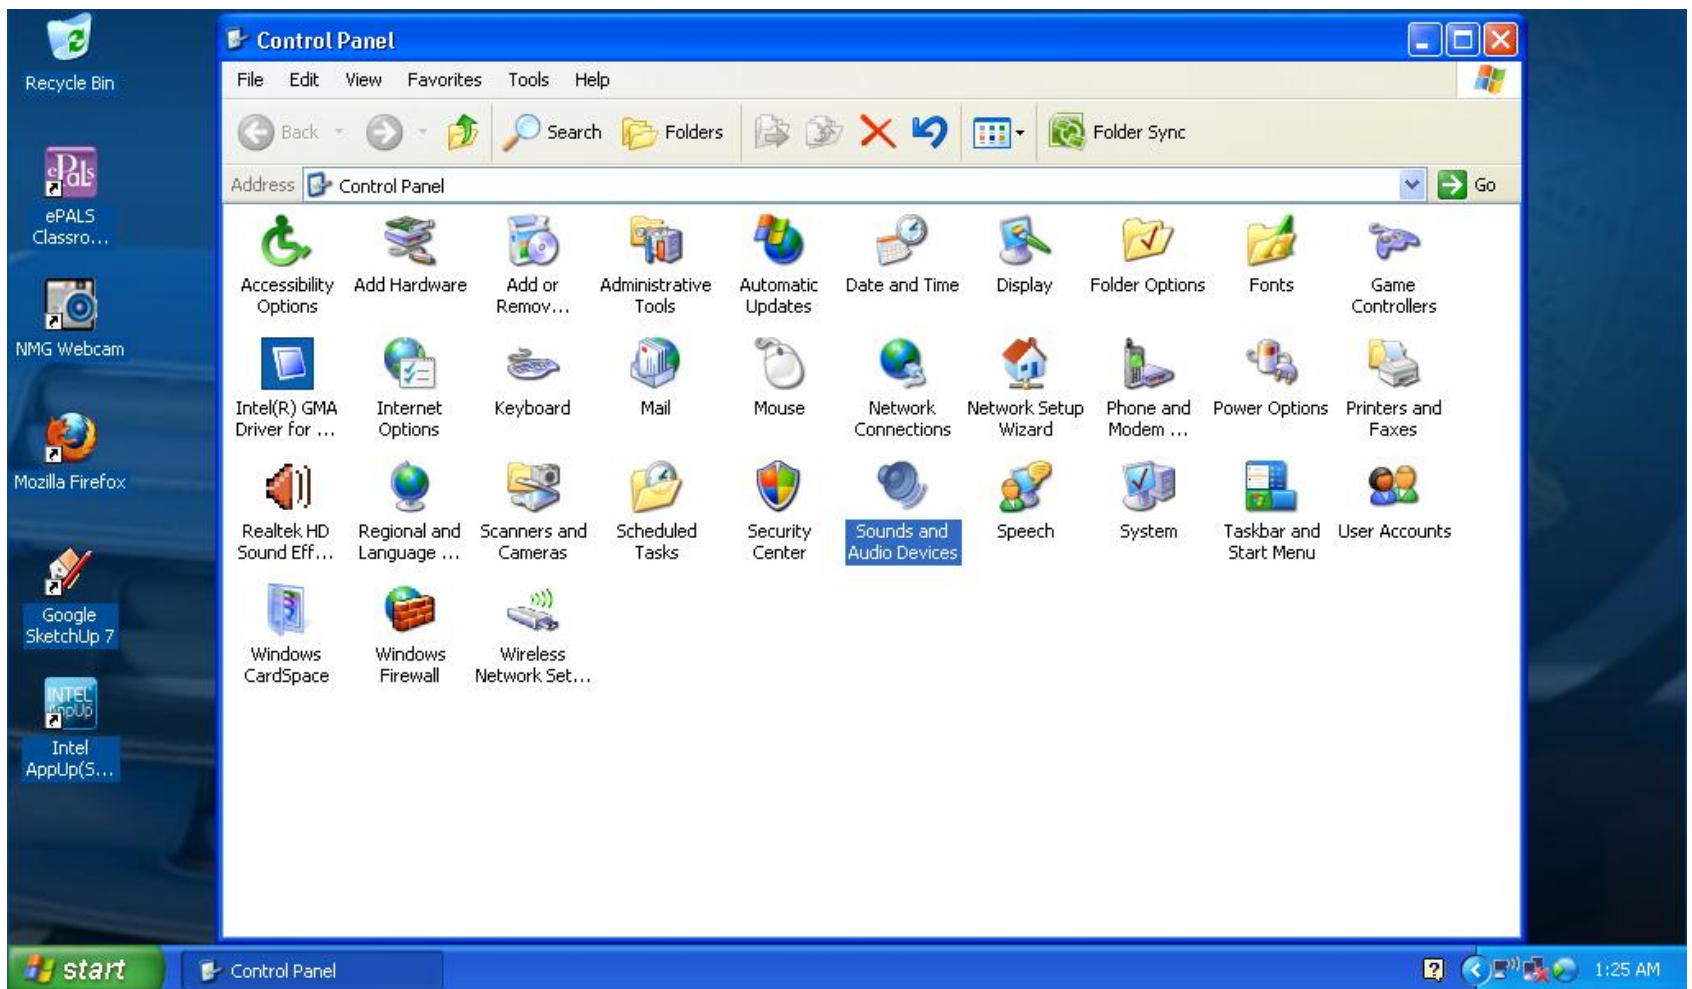 Recycle Bin
ePals
ePALS
Classro...
NMG Webcam
Mozilla Firefox
Google
SketchUp 7
INTEL
AppUp
Intel
AppUp(S...
Control Panel
File Edit View Favorites Tools Help
Back Search Folders Folder Sync
Address Control Panel Go
Accessibility
Options
Add Hardware
Add or
Remov...
Administrative
Tools
Automatic
Updates
Date and Time
Display
Folder Options
Fonts
Game
Controllers
Intel(R) GMA
Driver for ...
Internet
Options
Keyboard
Mail
Mouse
Network
Connections
Network Setup
Wizard
Phone and
Modem ...
Power Options
Printers and
Faxes
Realtek HD
Sound Eff...
Regional and
Language ...
Scanners and
Cameras
Scheduled
Tasks
Security
Center
Sounds and
Audio Devices
Speech
System
Taskbar and
Start Menu
User Accounts
Windows
CardSpace
Windows
Firewall
Wireless
Network Set...
start Control Panel ? 1:25 AM